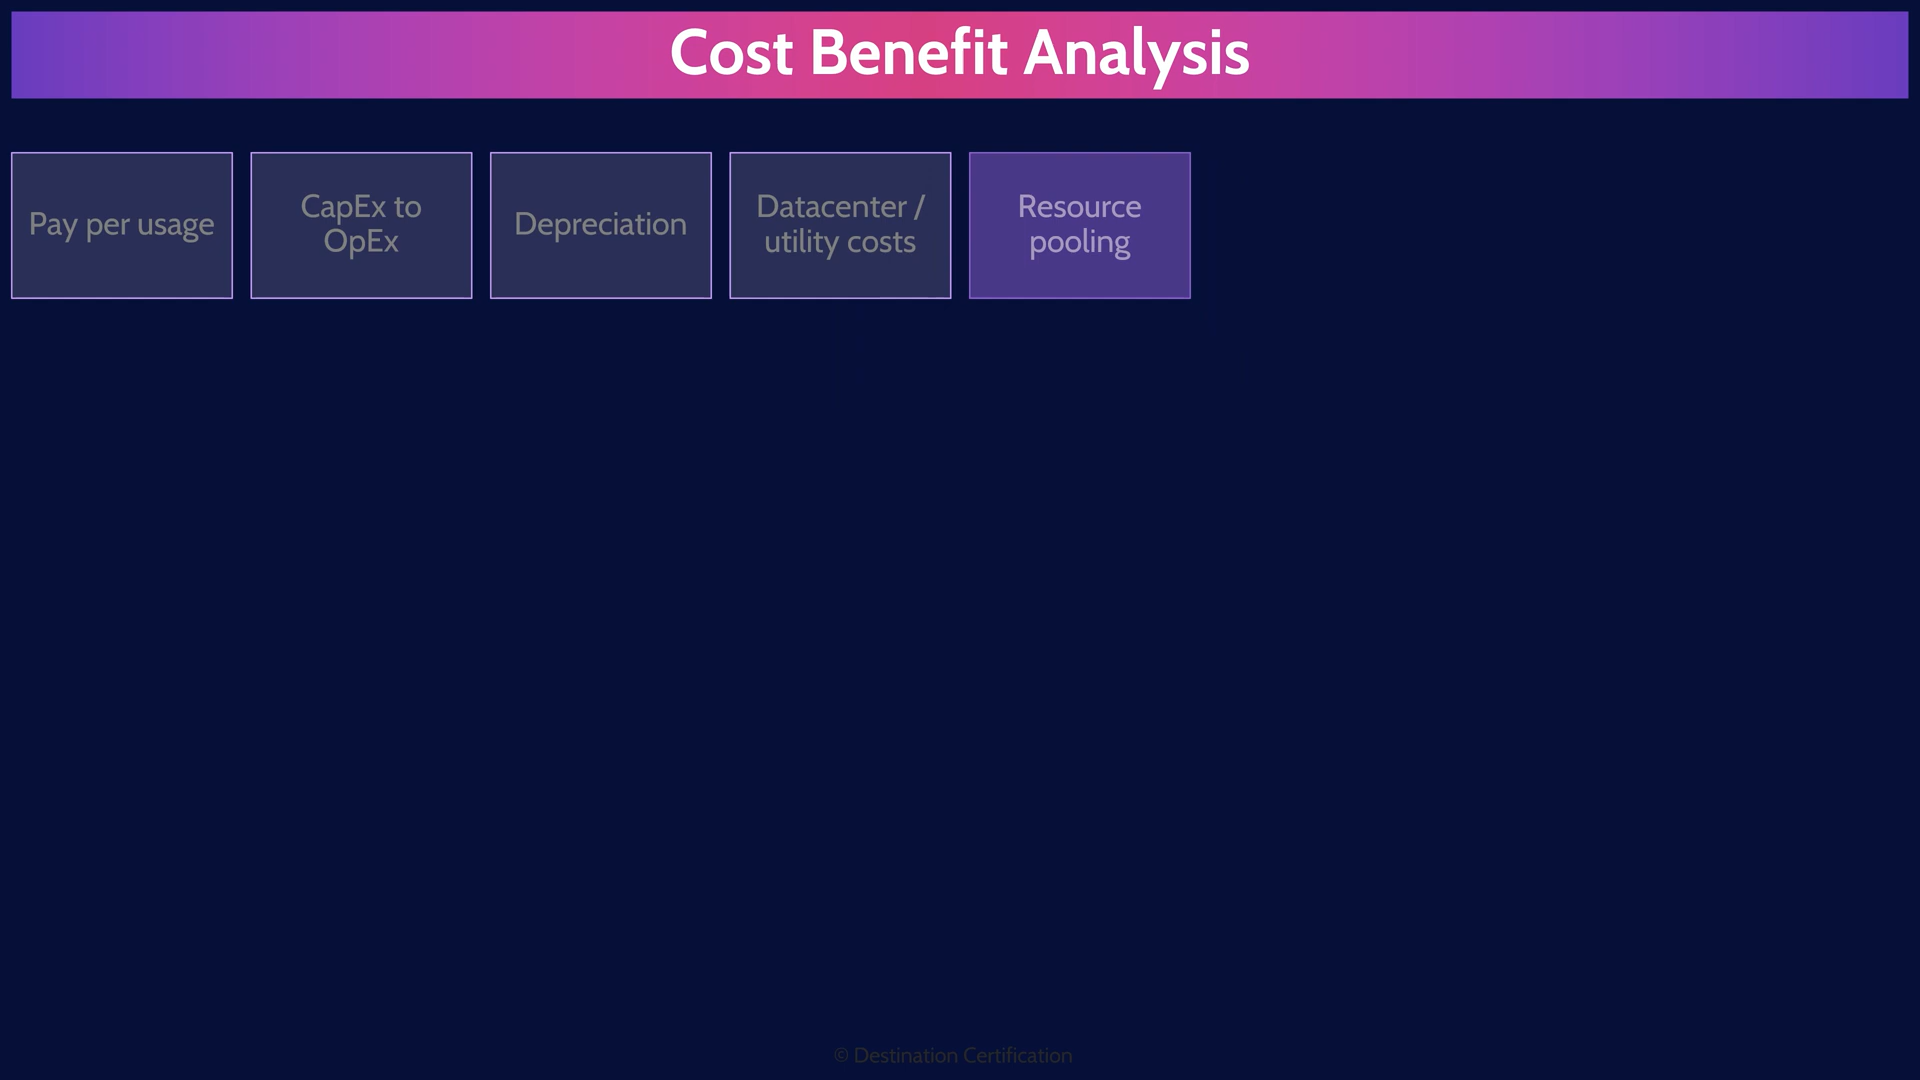 Cost Benefit Analysis
Pay per usage
CapEx to
OpEx
Depreciation
Datacenter /
utility costs
Resource
pooling
© Destination Certification